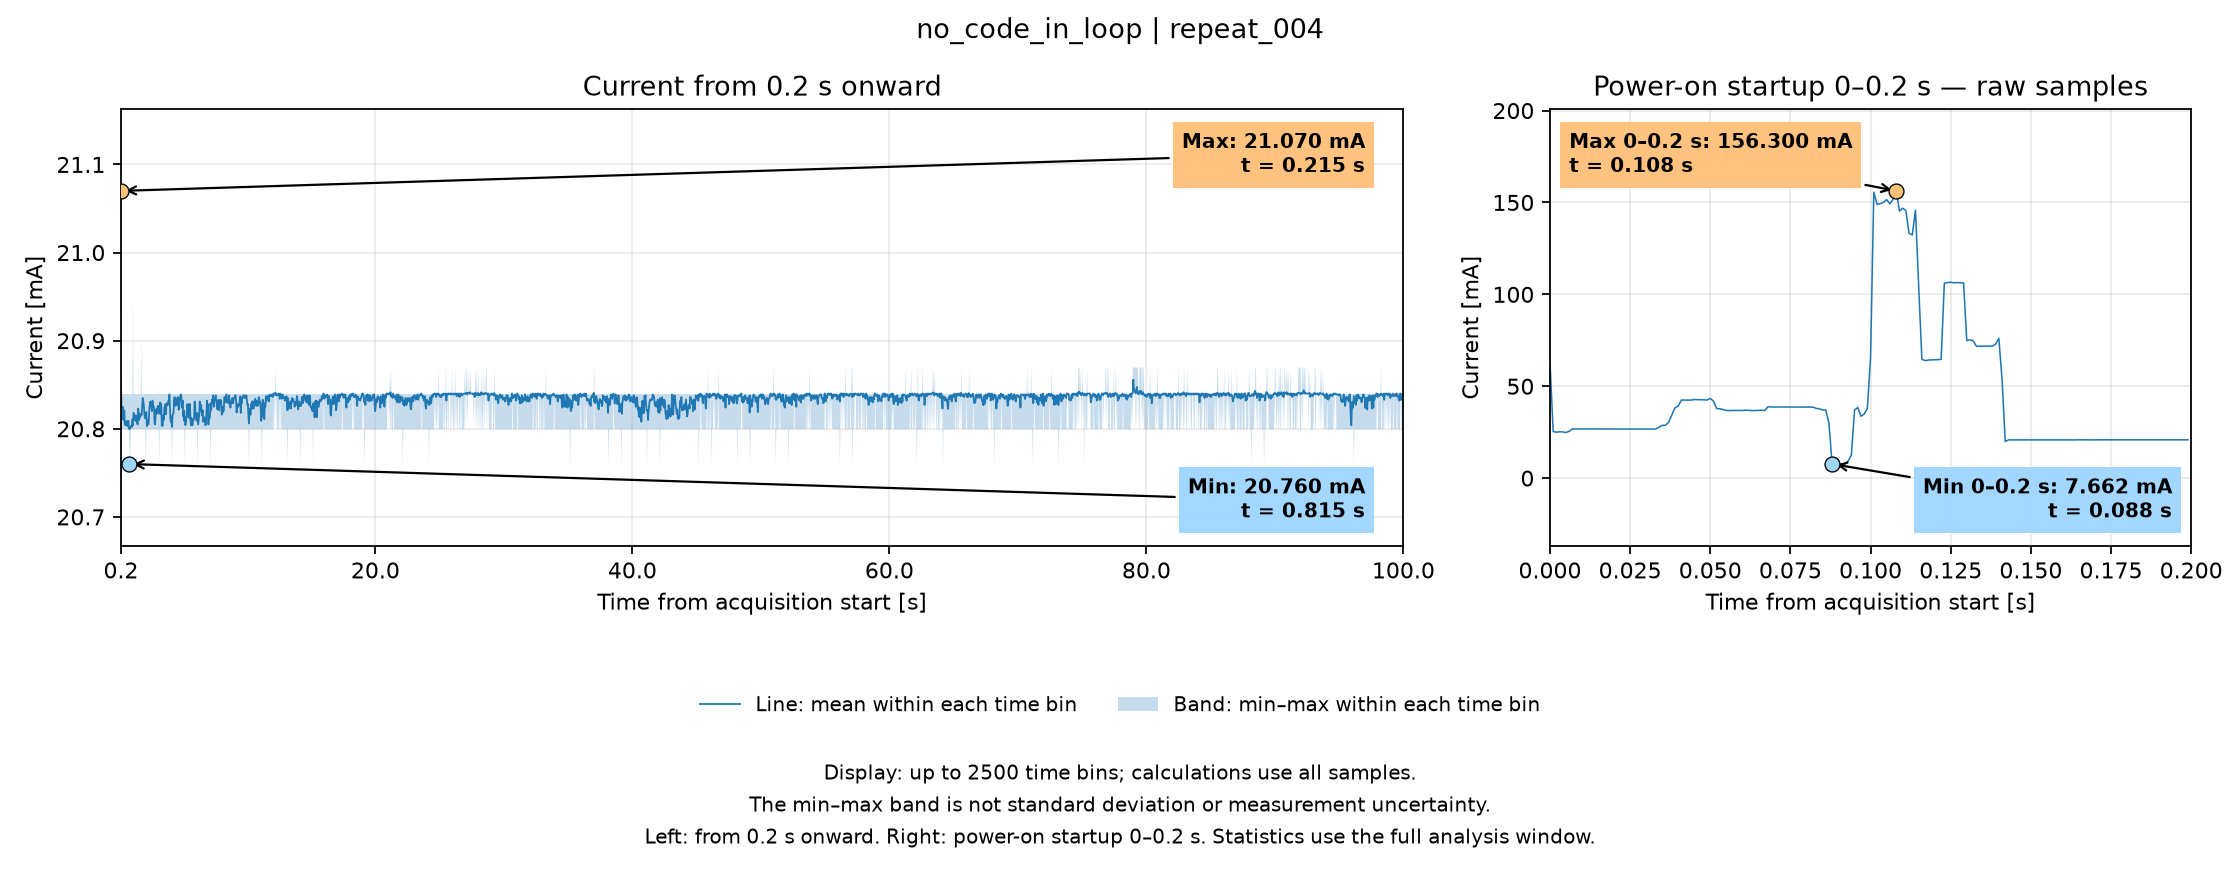 no_code_in_loop | repeat_004
Current from 0.2 s onward
Current [mA]
21.1
21.0
20.9
20.8
20.7
Max: 21.070 mA
t = 0.215 s
Min: 20.760 mA
t = 0.815 s
0.2
20.0
40.0
60.0
80.0
100.0
Time from acquisition start [s]
Power-on startup 0–0.2 s — raw samples
Current [mA]
200
150
100
50
0
Max 0–0.2 s: 156.300 mA
t = 0.108 s
Min 0–0.2 s: 7.662 mA
t = 0.088 s
0.000
0.025
0.050
0.075
0.100
0.125
0.150
0.175
0.200
Time from acquisition start [s]
Line: mean within each time bin
Band: min–max within each time bin
Display: up to 2500 time bins; calculations use all samples.
The min–max band is not standard deviation or measurement uncertainty.
Left: from 0.2 s onward. Right: power-on startup 0–0.2 s. Statistics use the full analysis window.